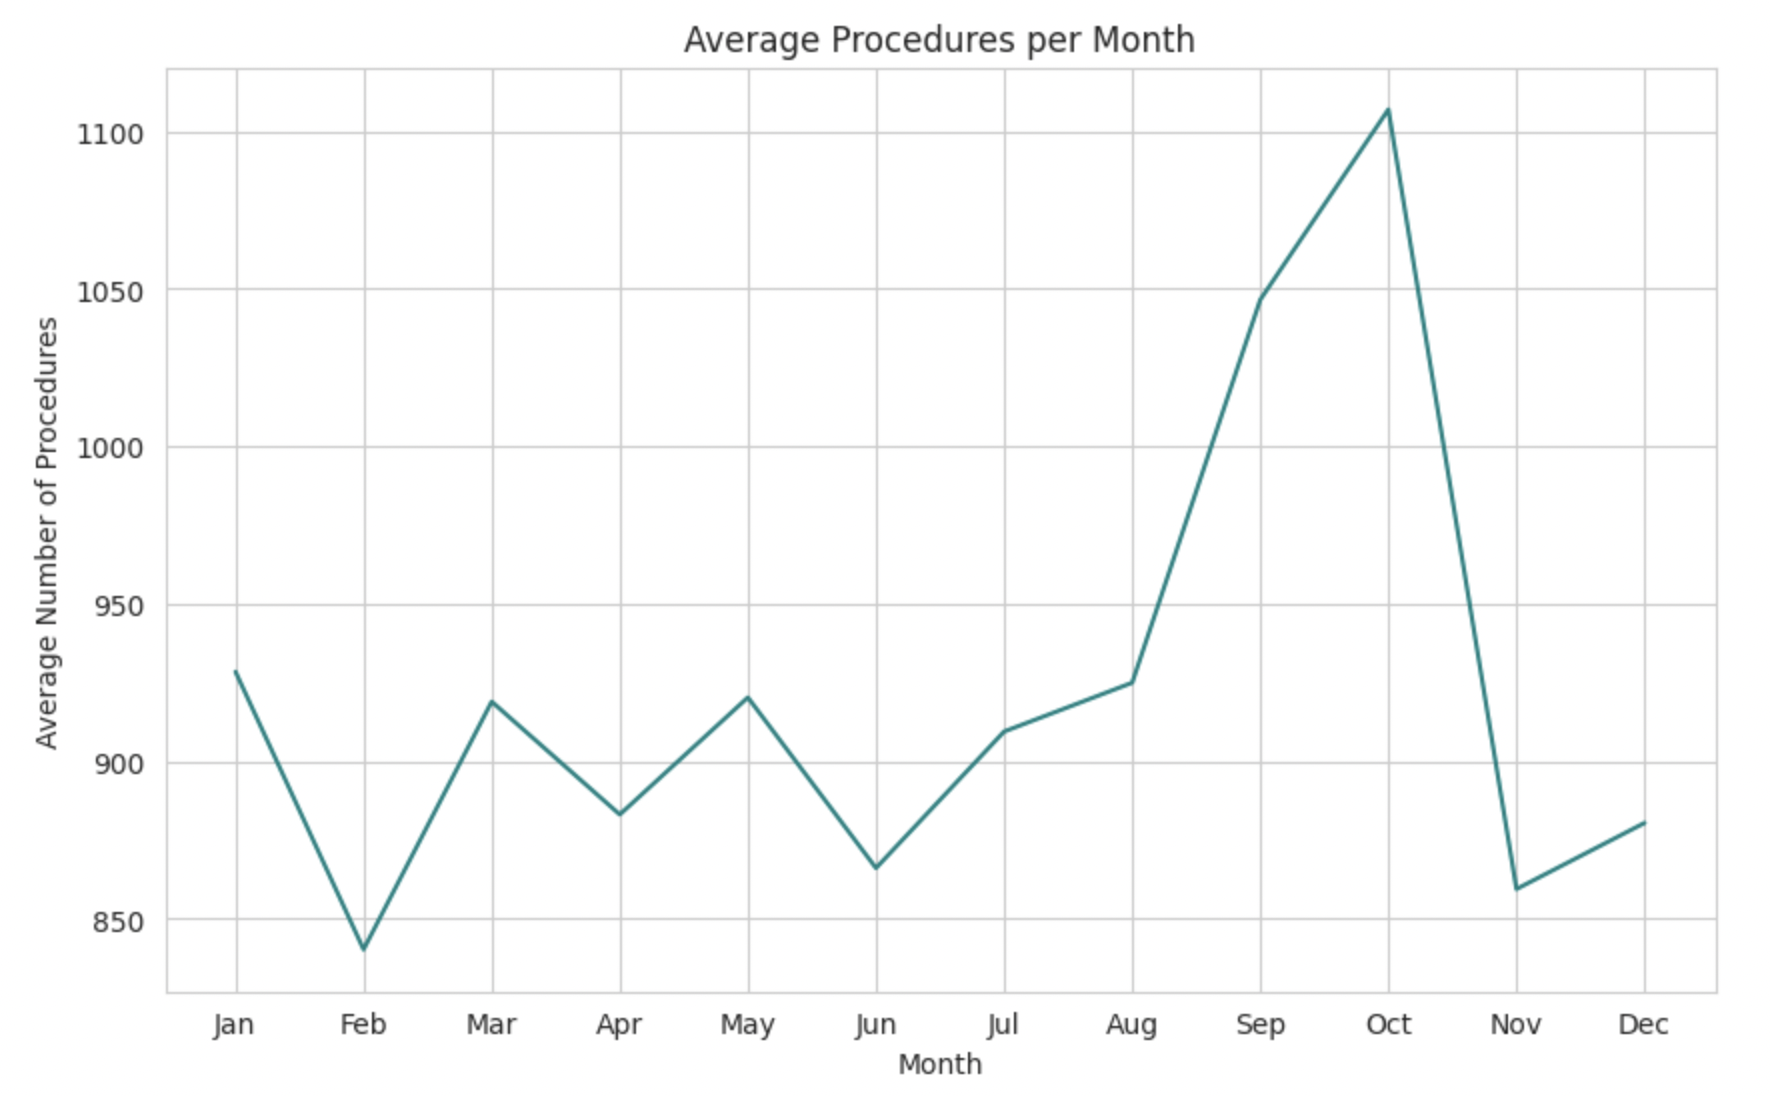 Average Procedures per Month
1100
1050
1000
950
900
850
Average Number of Procedures
Jan Feb Mar Apr May Jun Jul Aug Sep Oct Nov Dec
Month